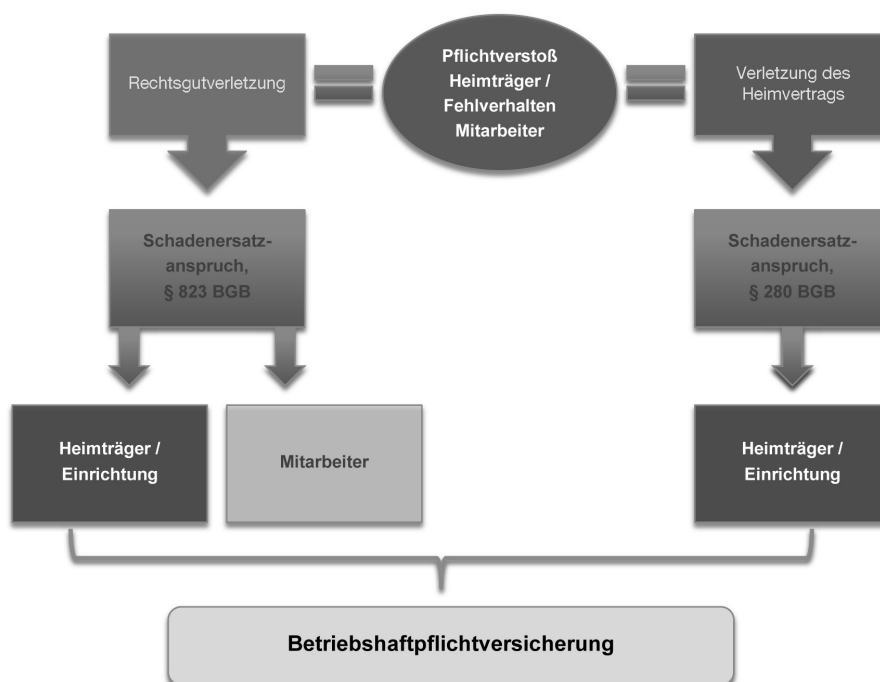 Rechtsgutverletzung
Pflichtverstoß
Heimträger /
Fehlverhalten
Mitarbeiter
Verletzung des
Heimvertrags
Schadenersatz-
anspruch,
§ 823 BGB
Schadenersatz-
anspruch,
§ 280 BGB
Heimträger /
Einrichtung
Mitarbeiter
Heimträger /
Einrichtung
Betriebshaftpflichtversicherung